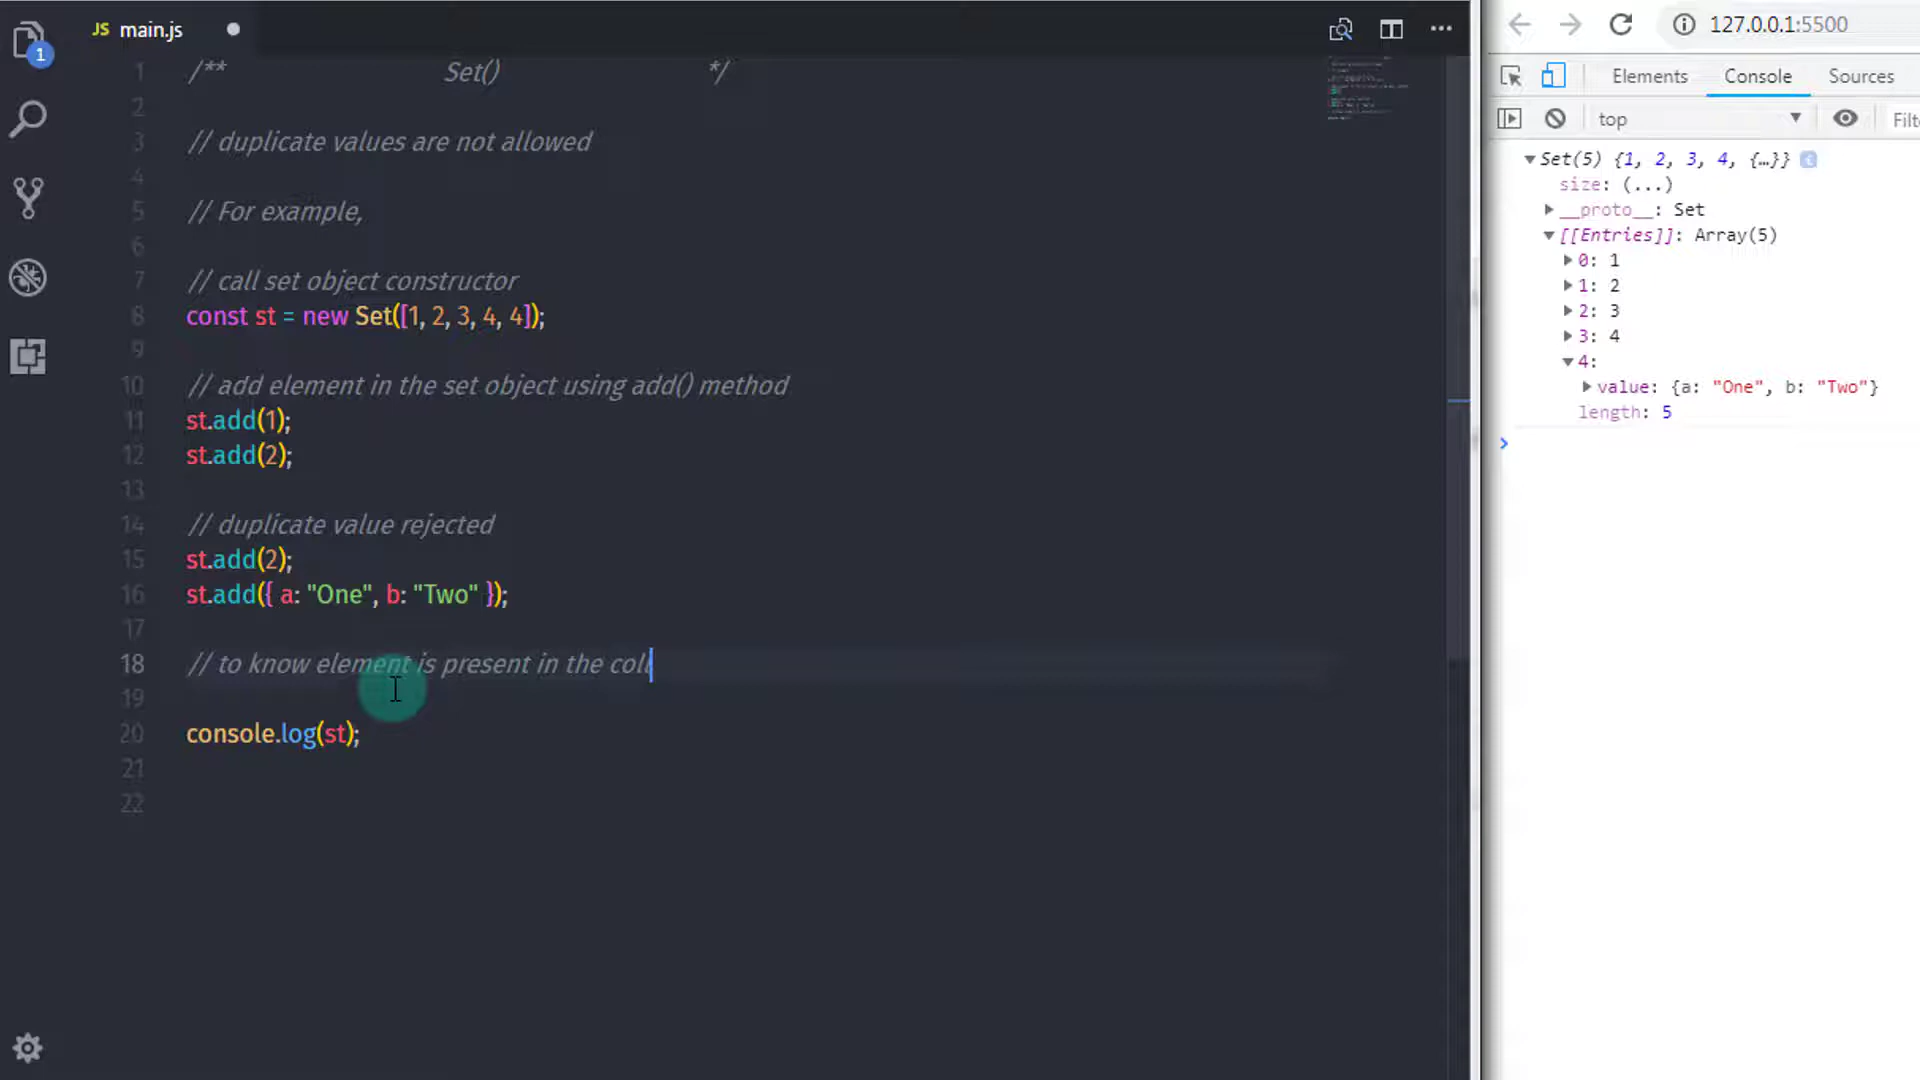 1
JS main.js
1 /** Set() */
2
3 // duplicate values are not allowed
4
5 // For example,
6
7 // call set object constructor
8 const st = new Set([1, 2, 3, 4, 4]);
9
10 // add element in the set object using add() method
11 st.add(1);
12 st.add(2);
13
14 // duplicate value rejected
15 st.add(2);
16 st.add({ a: "One", b: "Two" });
17
18 // to know element is present in the coll
19
20 console.log(st);
21
22
127.0.0.1:5500
Elements Console Sources
top Filt
Set(5) {1, 2, 3, 4, {…}} i
size: (...)
__proto__: Set
[[Entries]]: Array(5)
0: 1
1: 2
2: 3
3: 4
4:
value: {a: "One", b: "Two"}
length: 5